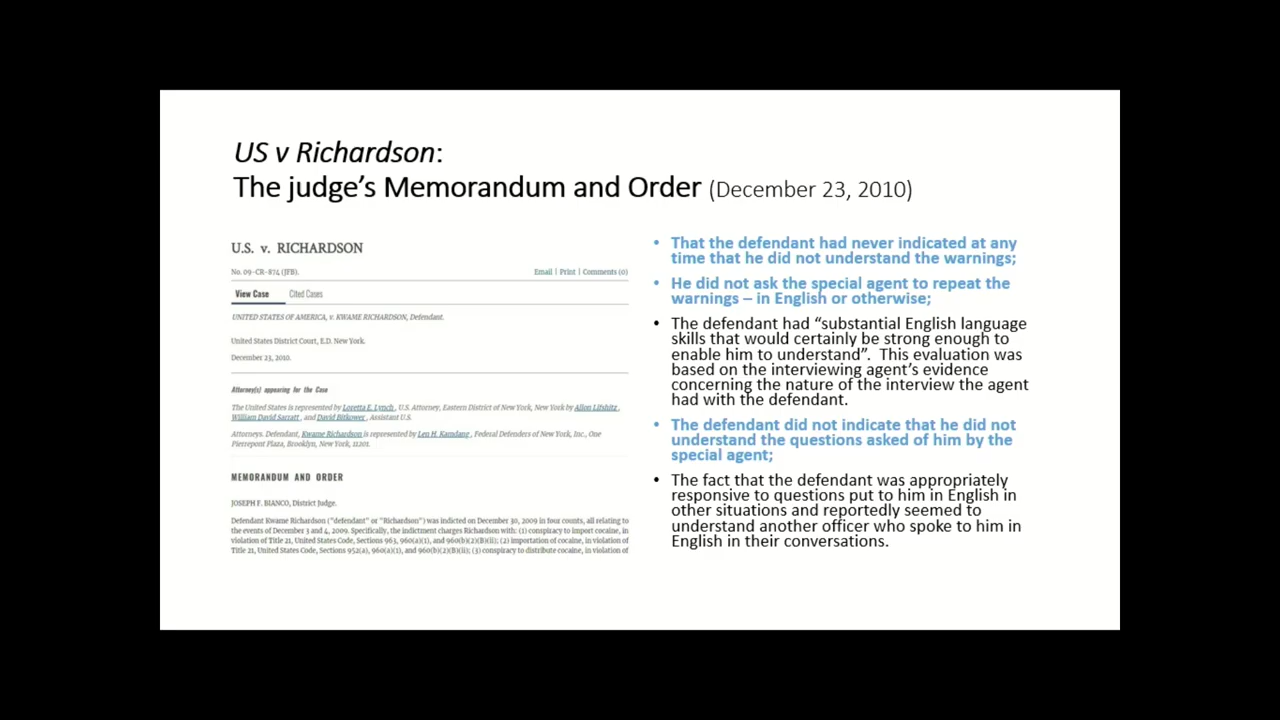 US v Richardson:
The judge's Memorandum and Order (December 23, 2010)
U.S. v. RICHARDSON
No. 09-CR-874 (JFB).
Email | Print | Comments (0)
View Case
Cited Cases
UNITED STATES OF AMERICA, v. KWAME RICHARDSON, Defendant.
United States District Court, E.D. New York.
December 23, 2010.
Attorney(s) appearing for the Case
The United States is represented by Loretta E. Lynch, U.S. Attorney, Eastern District of New York, New York by Allon Lifshitz,
William David Sarratt, and David Bitkower, Assistant U.S.
Attorneys. Defendant, Kwame Richardson is represented by Len H. Kamdang, Federal Defenders of New York, Inc., One
Pierrepont Plaza, Brooklyn, New York, 11201.
MEMORANDUM AND ORDER
JOSEPH F. BIANCO, District Judge.
Defendant Kwame Richardson ("defendant" or "Richardson") was indicted on December 30, 2009 in four counts, all relating to
the events of December 3 and 4, 2009. Specifically, the indictment charges Richardson with: (1) conspiracy to import cocaine, in
violation of Title 21, United States Code, Sections 963, 960(a)(1), and 960(b)(2)(B)(ii); (2) importation of cocaine, in violation of
Title 21, United States Code, Sections 952(a), 960(a)(1), and 960(b)(2)(B)(ii); (3) conspiracy to distribute cocaine, in violation of
• That the defendant had never indicated at any
time that he did not understand the warnings;
• He did not ask the special agent to repeat the
warnings – in English or otherwise;
• The defendant had “substantial English language
skills that would certainly be strong enough to
enable him to understand”. This evaluation was
based on the interviewing agent’s evidence
concerning the nature of the interview the agent
had with the defendant.
• The defendant did not indicate that he did not
understand the questions asked of him by the
special agent;
• The fact that the defendant was appropriately
responsive to questions put to him in English in
other situations and reportedly seemed to
understand another officer who spoke to him in
English in their conversations.